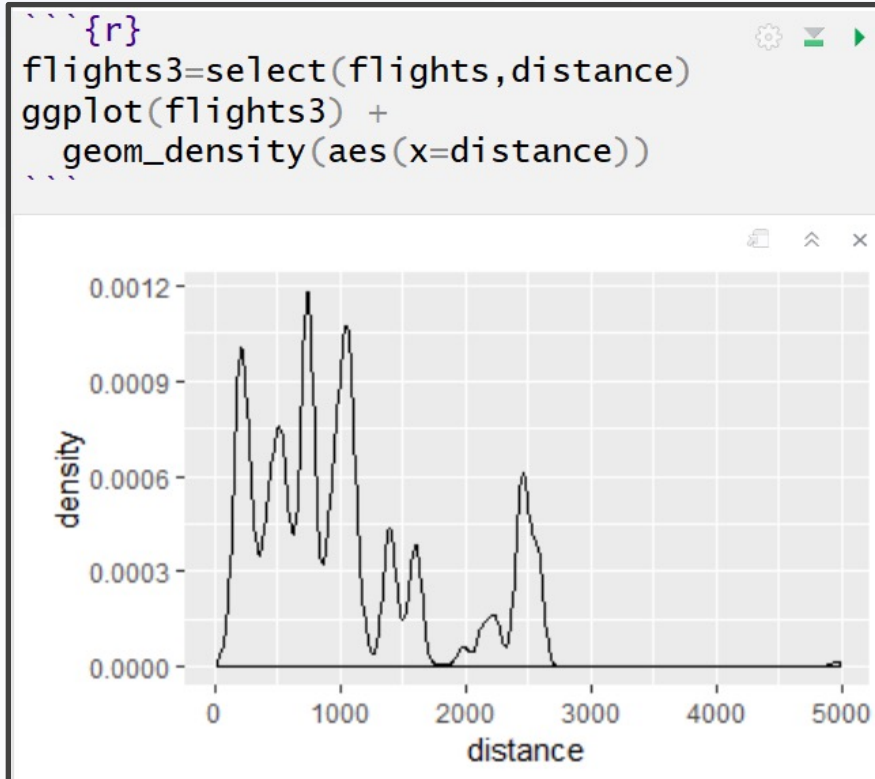 ```{r}
flights3=select(flights,distance)
ggplot(flights3) +
  geom_density(aes(x=distance))
```
0.0012
0.0009
0.0006
0.0003
0.0000
density
0 1000 2000 3000 4000 5000
distance